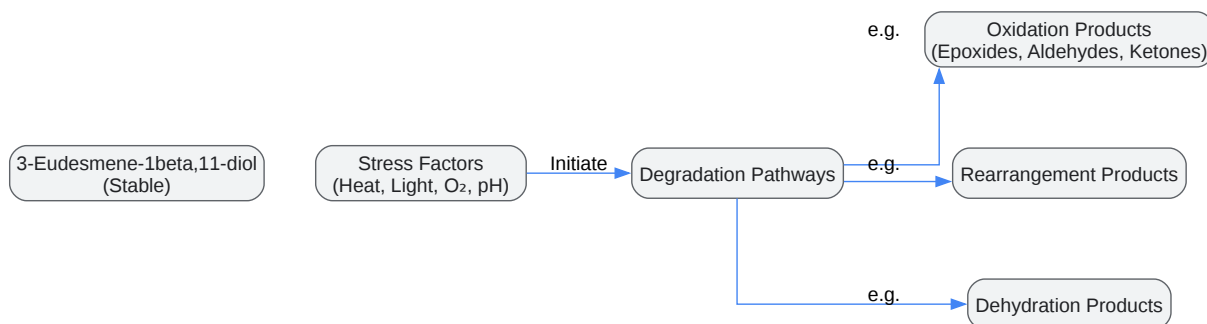 e.g.
Oxidation Products
(Epoxides, Aldehydes, Ketones)
3-Eudesmene-1beta,11-diol
(Stable)
Stress Factors
(Heat, Light, O₂, pH)
Initiate
Degradation Pathways
e.g.
Rearrangement Products
e.g.
Dehydration Products